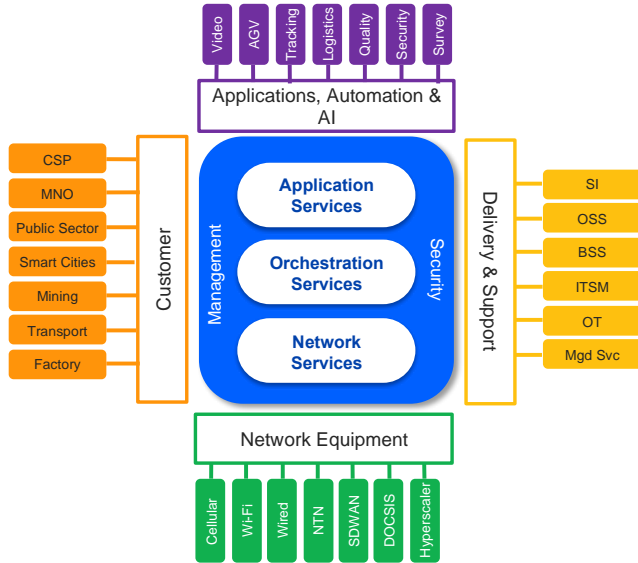 Video
AGV
Tracking
Logistics
Quality
Security
Survey
Applications, Automation &
AI
CSP
MNO
Public Sector
Smart Cities
Mining
Transport
Factory
Customer
Management
Application
Services
Orchestration
Services
Network
Services
Security
Delivery & Support
SI
OSS
BSS
ITSM
OT
Mgd Svc
Network Equipment
Cellular
Wi-Fi
Wired
NTN
SDWAN
DOCSIS
Hyperscaler